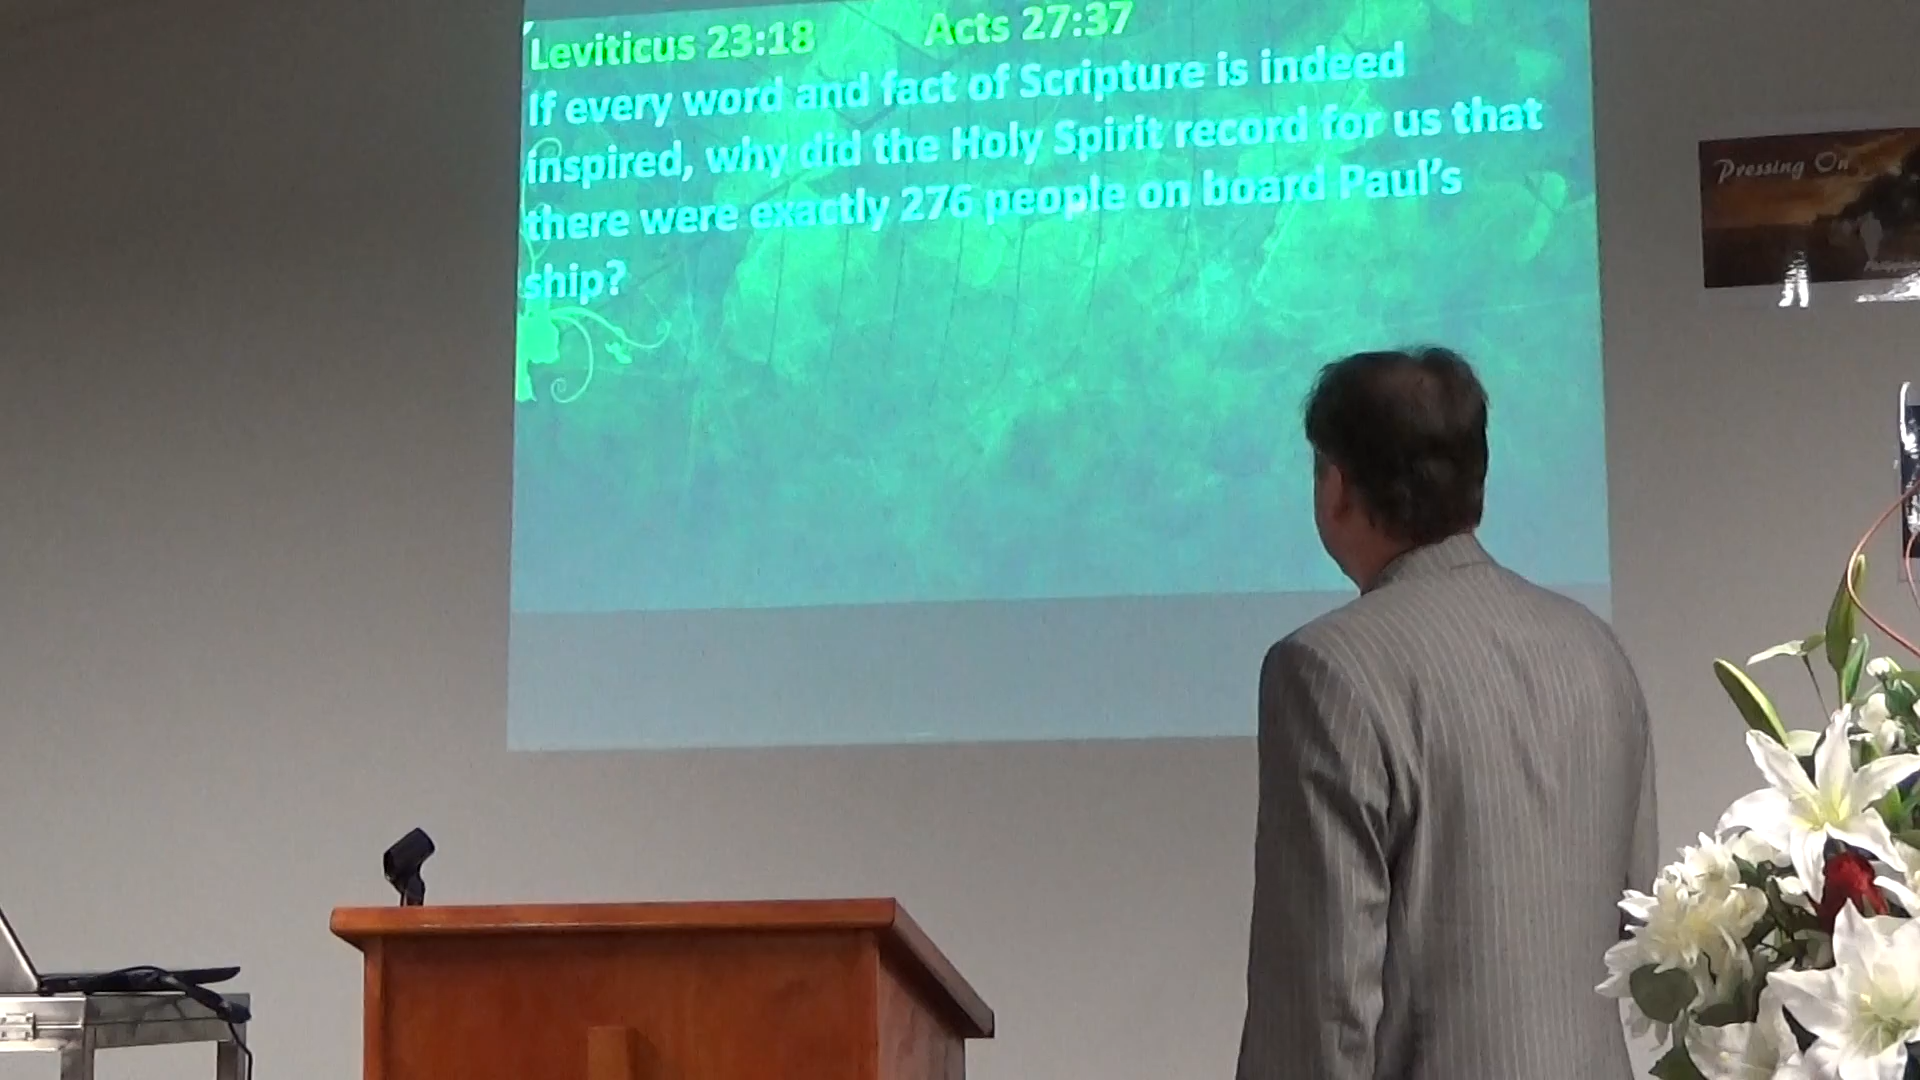 Leviticus 23:18 Acts 27:37
If every word and fact of Scripture is indeed
inspired, why did the Holy Spirit record for us that
there were exactly 276 people on board Paul's
ship?
Pressing On